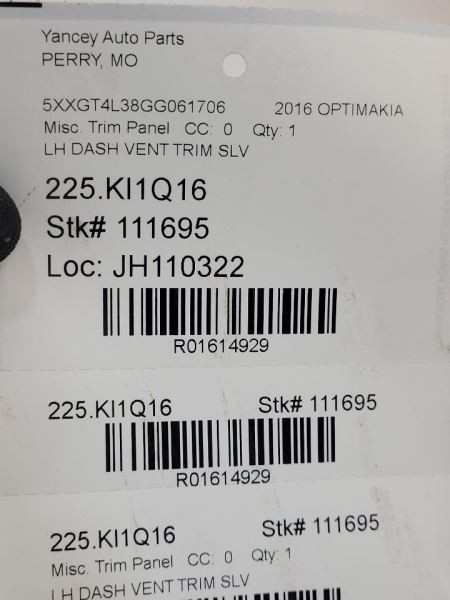 Yancey Auto Parts
PERRY, MO
5XXGT4L38GG061706 2016 OPTIMAKIA
Misc. Trim Panel CC: 0 Qty: 1
LH DASH VENT TRIM SLV
225.KI1Q16
Stk# 111695
Loc: JH110322
R01614929
225.KI1Q16 Stk# 111695
R01614929
225.KI1Q16 Stk# 111695
Misc. Trim Panel CC: 0 Qty: 1
LH DASH VENT TRIM SLV